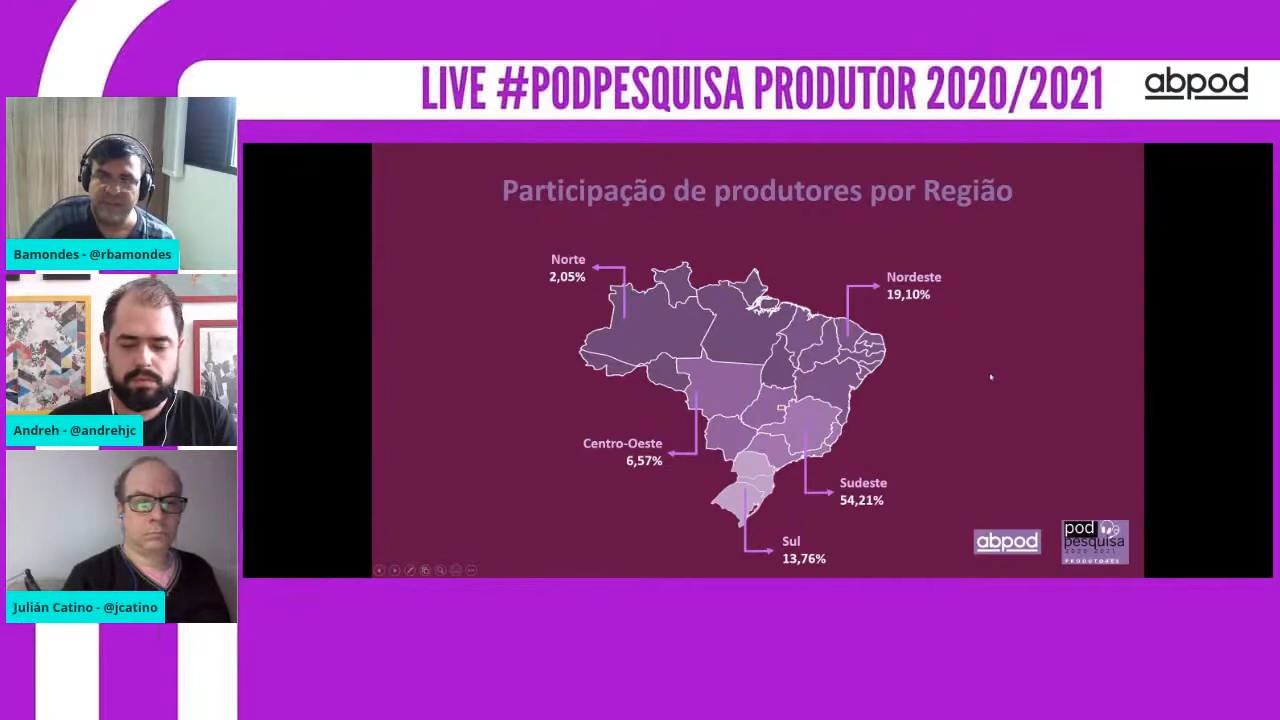 LIVE #PODPESQUISA PRODUTOR 2020/2021
abpod
Bamondes - @rbamondes
Andreh - @andrehjc
Julián Catino - @jcatino
Participação de produtores por Região
Norte
2,05%
Nordeste
19,10%
Centro-Oeste
6,57%
Sudeste
54,21%
Sul
13,76%
abpod
pod
pesquisa
2020 2021
PRODUTORES